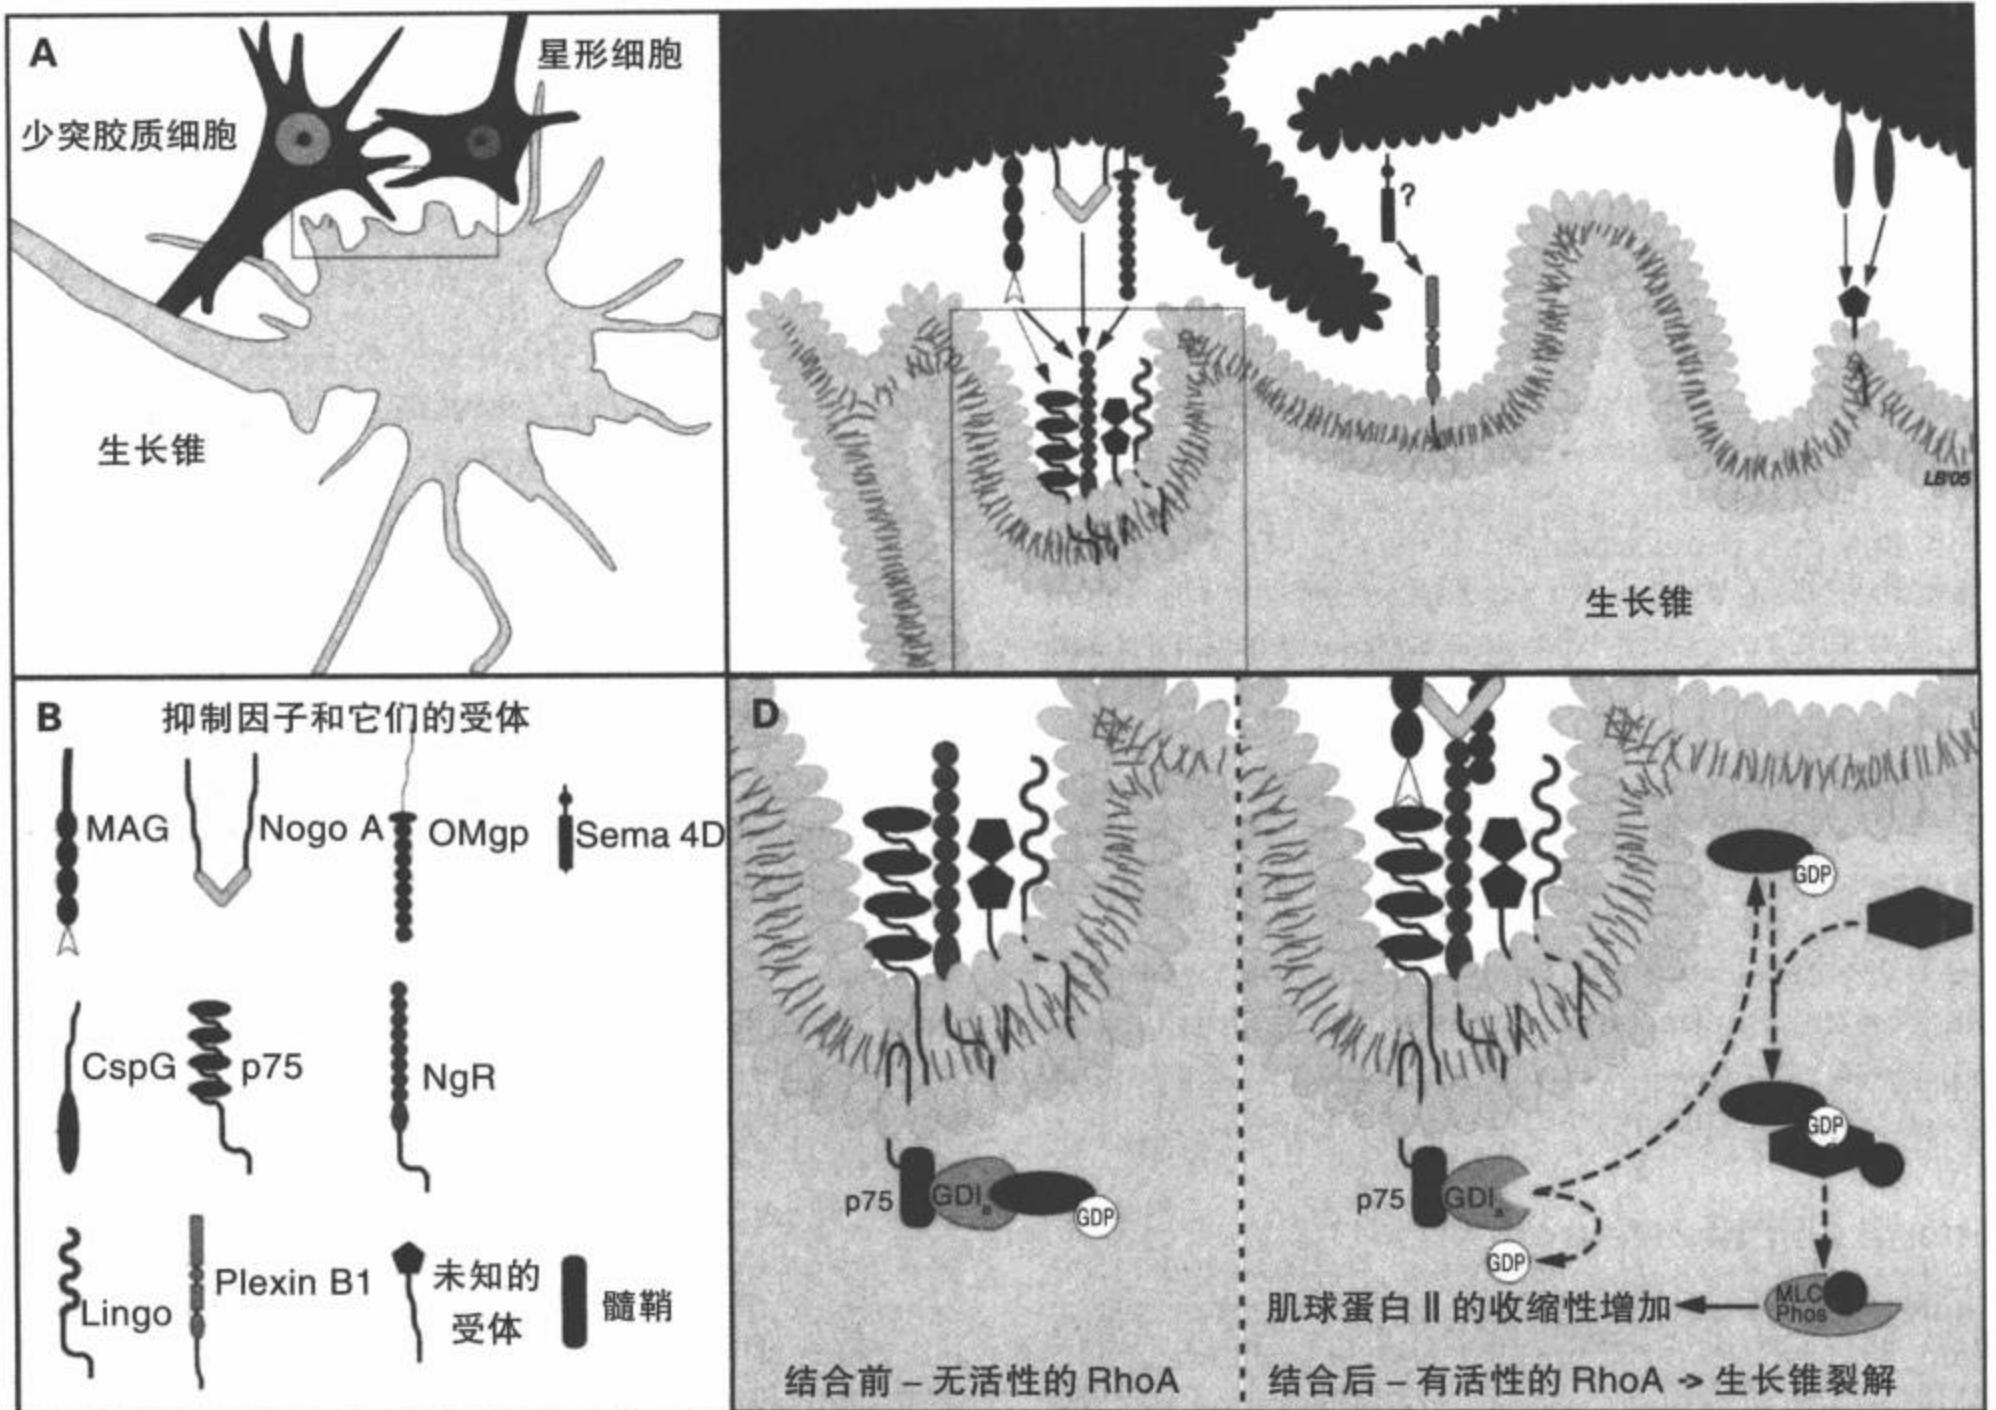 A
星形细胞
少突胶质细胞
生长锥
?
LB'05
生长锥
B
抑制因子和它们的受体
MAG
Nogo A
OMgp
Sema 4D
CspG
p75
NgR
Lingo
Plexin B1
未知的
受体
髓鞘
D
p75
GDIa
GDP
结合前 – 无活性的 RhoA
GDP
GDP
p75
GDIa
GDP
MLC
Phos
肌球蛋白 II 的收缩性增加
结合后 – 有活性的 RhoA -> 生长锥裂解